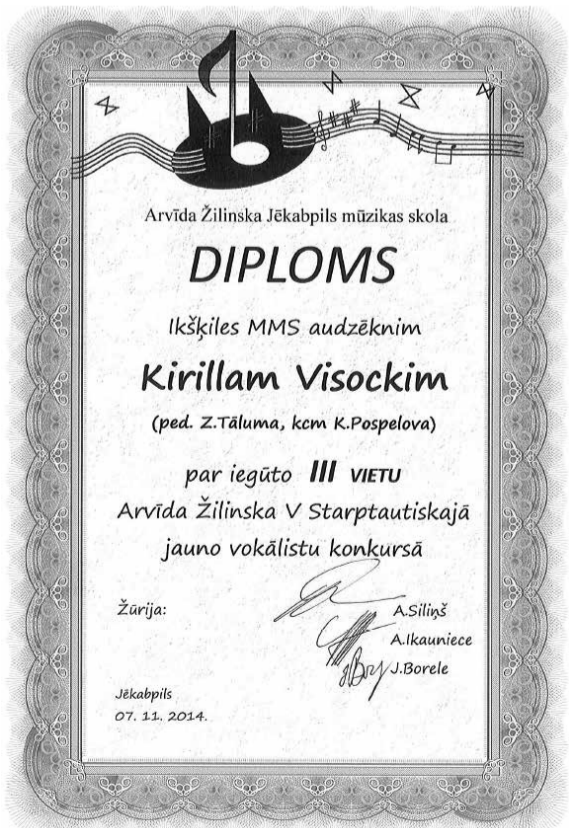 Arvīda Žilinska Jēkabpils mūzikas skola
DIPLOMS
Ikšķiles MMS audzēknim
Kirillam Visockim
(ped. Z.Tāluma, kcm K.Pospelova)
par iegūto III VIETU
Arvīda Žilinska V Starptautiskajā
jauno vokālistu konkursā
Žūrija:
A.Siliņš
A.Ikauniece
J.Borele
Jēkabpils
07. 11. 2014.